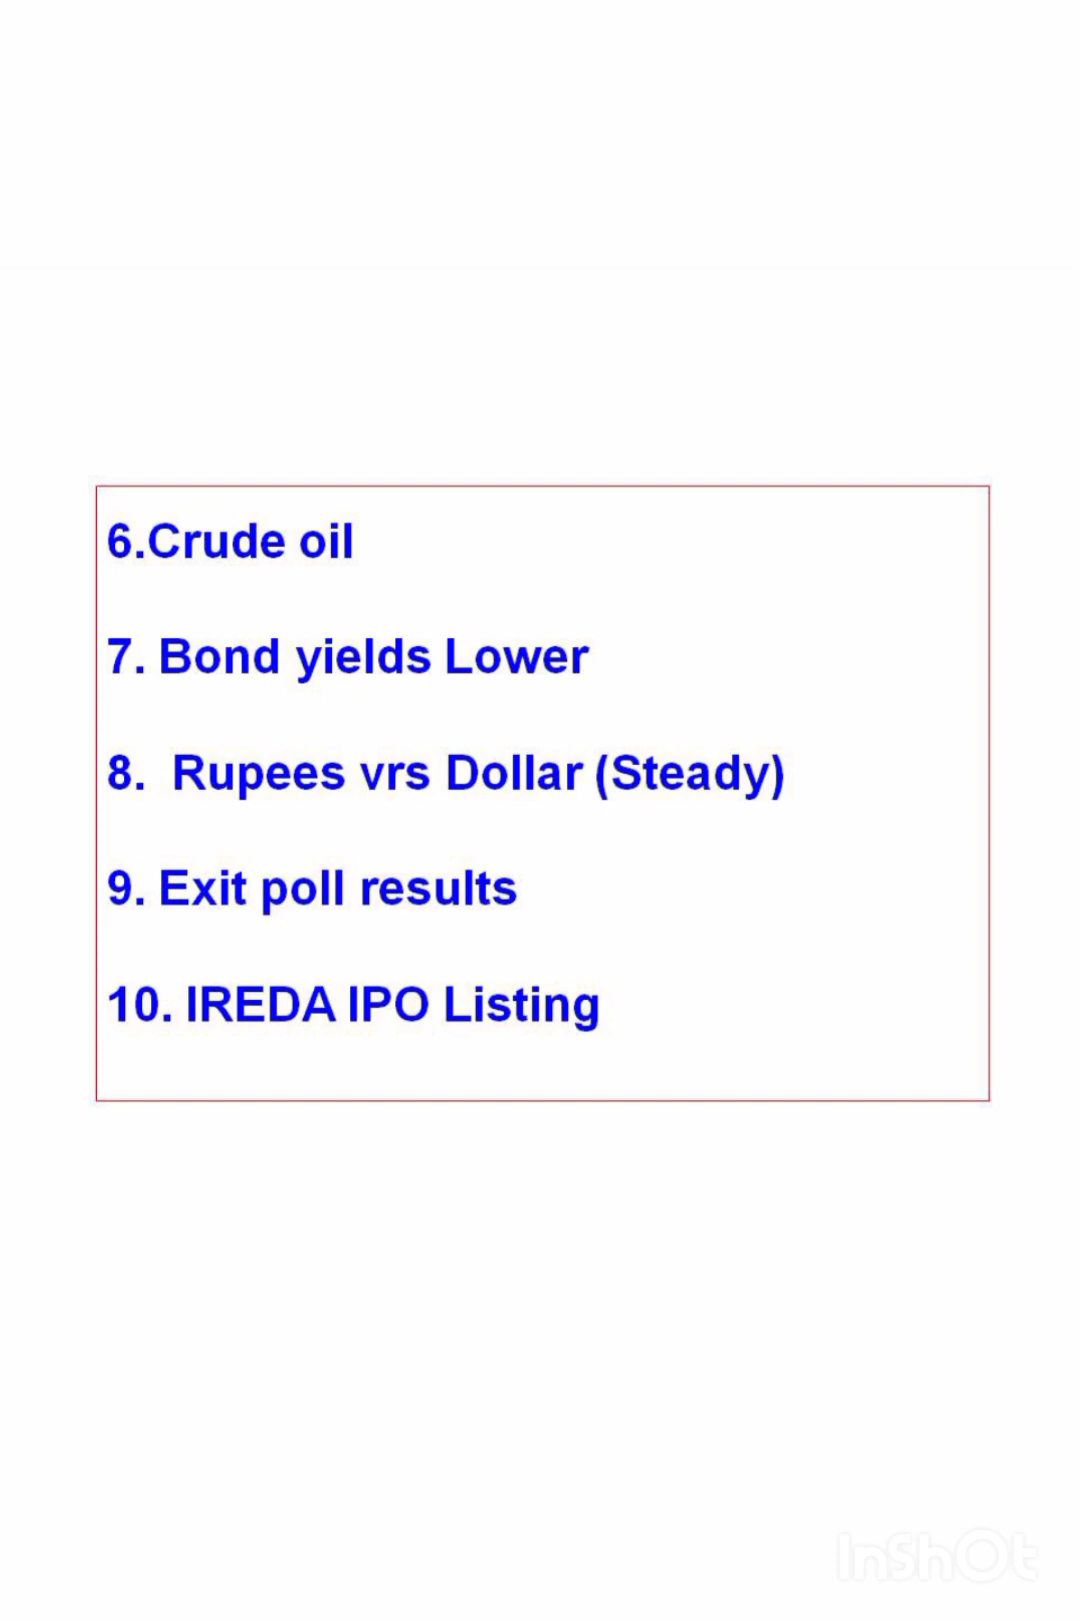 6.Crude oil
7. Bond yields Lower
8. Rupees vrs Dollar (Steady)
9. Exit poll results
10. IREDA IPO Listing
InShOt